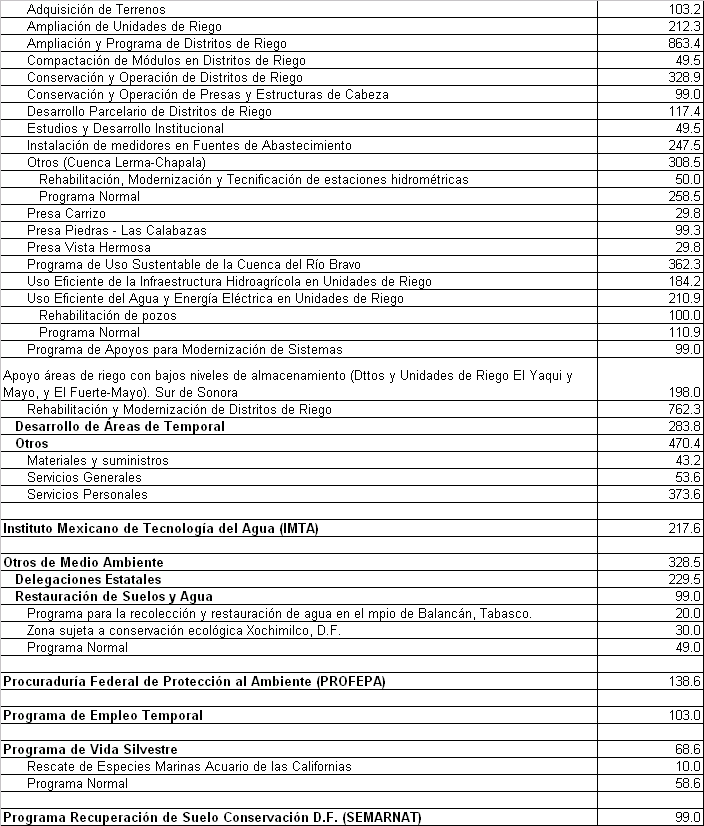 Adquisición de Terrenos 103.2
Ampliación de Unidades de Riego 212.3
Ampliación y Programa de Distritos de Riego 863.4
Compactación de Módulos en Distritos de Riego 49.5
Conservación y Operación de Distritos de Riego 328.9
Conservación y Operación de Presas y Estructuras de Cabeza 99.0
Desarrollo Parcelario de Distritos de Riego 117.4
Estudios y Desarrollo Institucional 49.5
Instalación de medidores en Fuentes de Abastecimiento 247.5
Otros (Cuenca Lerma-Chapala) 308.5
Rehabilitación, Modernización y Tecnificación de estaciones hidrométricas 50.0
Programa Normal 258.5
Presa Carrizo 29.8
Presa Piedras - Las Calabazas 99.3
Presa Vista Hermosa 29.8
Programa de Uso Sustentable de la Cuenca del Río Bravo 362.3
Uso Eficiente de la Infraestructura Hidroagrícola en Unidades de Riego 184.2
Uso Eficiente del Agua y Energía Eléctrica en Unidades de Riego 210.9
Rehabilitación de pozos 100.0
Programa Normal 110.9
Programa de Apoyos para Modernización de Sistemas 99.0
Apoyo áreas de riego con bajos niveles de almacenamiento (Dttos y Unidades de Riego El Yaqui y
Mayo, y El Fuerte-Mayo). Sur de Sonora 198.0
Rehabilitación y Modernización de Distritos de Riego 762.3
Desarrollo de Áreas de Temporal 283.8
Otros 470.4
Materiales y suministros 43.2
Servicios Generales 53.6
Servicios Personales 373.6
Instituto Mexicano de Tecnología del Agua (IMTA) 217.6
Otros de Medio Ambiente 328.5
Delegaciones Estatales 229.5
Restauración de Suelos y Agua 99.0
Programa para la recolección y restauración de agua en el mpio de Balancán, Tabasco. 20.0
Zona sujeta a conservación ecológica Xochimilco, D.F. 30.0
Programa Normal 49.0
Procuraduría Federal de Protección al Ambiente (PROFEPA) 138.6
Programa de Empleo Temporal 103.0
Programa de Vida Silvestre 68.6
Rescate de Especies Marinas Acuario de las Californias 10.0
Programa Normal 58.6
Programa Recuperación de Suelo Conservación D.F. (SEMARNAT) 99.0